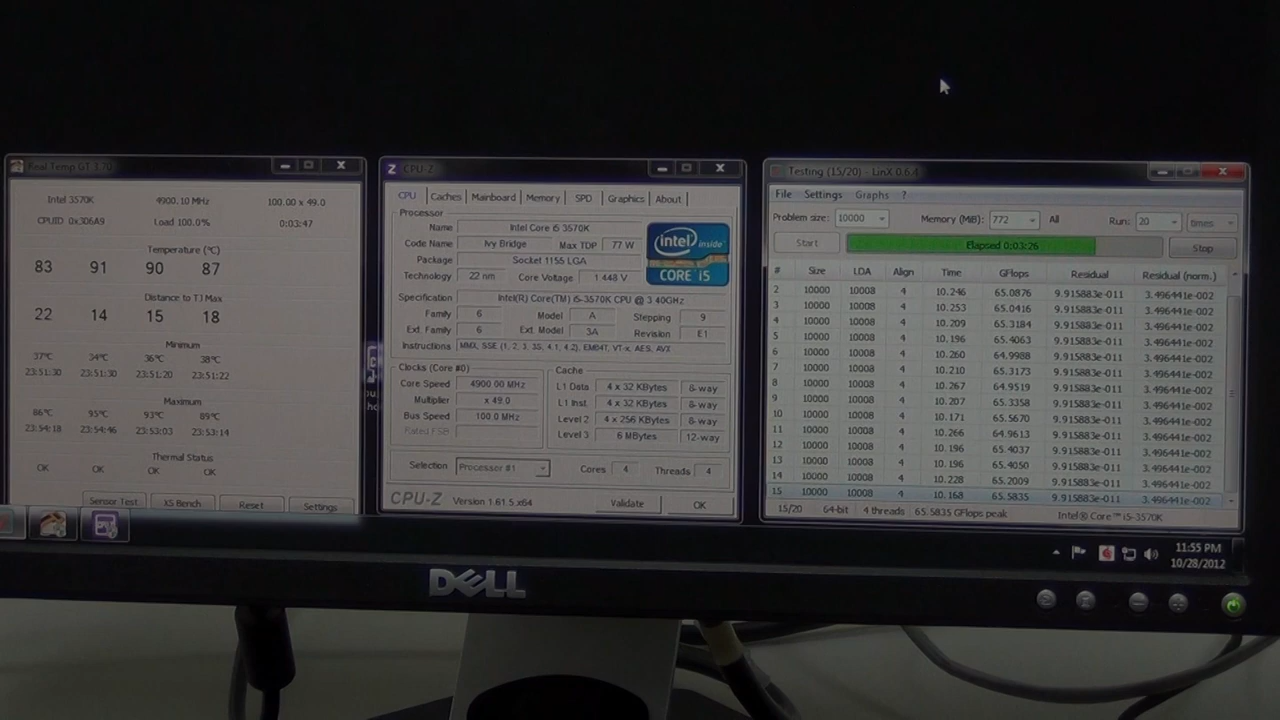 Real Temp GT 3.70
Intel 3570K 4900.10 MHz 100.00 x 49.0
CPUID 0x306A9 Load 100.0% 0:03:47
Temperature (°C)
83 91 90 87
Distance to TJ Max
22 14 15 18
Minimum
37°C 34°C 36°C 38°C
23:51:30 23:51:30 23:51:20 23:51:22
Maximum
86°C 95°C 93°C 89°C
23:54:18 23:54:46 23:53:03 23:53:14
Thermal Status
OK OK OK OK
Sensor Test XS Bench Reset Settings
Z CPU-Z
CPU Caches Mainboard Memory SPD Graphics About
Processor
Name Intel Core i5 3570K
Code Name Ivy Bridge Max TDP 77 W
Package Socket 1155 LGA
Technology 22 nm Core Voltage 1.448 V
intel inside™
CORE i5
Specification Intel(R) Core(TM) i5-3570K CPU @ 3.40GHz
Family 6 Model A Stepping 9
Ext. Family 6 Ext. Model 3A Revision E1
Instructions MMX, SSE (1, 2, 3, 3S, 4.1, 4.2), EM64T, VT-x, AES, AVX
Clocks (Core #0)
Core Speed 4900.00 MHz
Multiplier x 49.0
Bus Speed 100.0 MHz
Rated FSB
Cache
L1 Data 4 x 32 KBytes 8-way
L1 Inst. 4 x 32 KBytes 8-way
Level 2 4 x 256 KBytes 8-way
Level 3 6 MBytes 12-way
Selection Processor #1 Cores 4 Threads 4
CPU-Z Version 1.61.5.x64 Validate OK
Testing (15/20) - LinX 0.6.4
File Settings Graphs ?
Problem size: 10000 Memory (MiB): 772 All Run: 20 times
Start Elapsed 0:03:26 Stop
# Size LDA Align Time GFlops Residual Residual (norm.)
2 10000 10008 4 10.246 65.0876 9.915883e-011 3.496441e-002
3 10000 10008 4 10.253 65.0416 9.915883e-011 3.496441e-002
4 10000 10008 4 10.209 65.3184 9.915883e-011 3.496441e-002
5 10000 10008 4 10.196 65.4063 9.915883e-011 3.496441e-002
6 10000 10008 4 10.260 64.9988 9.915883e-011 3.496441e-002
7 10000 10008 4 10.210 65.3173 9.915883e-011 3.496441e-002
8 10000 10008 4 10.267 64.9519 9.915883e-011 3.496441e-002
9 10000 10008 4 10.207 65.3358 9.915883e-011 3.496441e-002
10 10000 10008 4 10.171 65.5670 9.915883e-011 3.496441e-002
11 10000 10008 4 10.266 64.9613 9.915883e-011 3.496441e-002
12 10000 10008 4 10.196 65.4037 9.915883e-011 3.496441e-002
13 10000 10008 4 10.196 65.4050 9.915883e-011 3.496441e-002
14 10000 10008 4 10.228 65.2009 9.915883e-011 3.496441e-002
15 10000 10008 4 10.168 65.5835 9.915883e-011 3.496441e-002
15/20 64-bit 4 threads 65.5835 GFlops peak Intel® Core™ i5-3570K
11:55 PM
10/28/2012
DELL